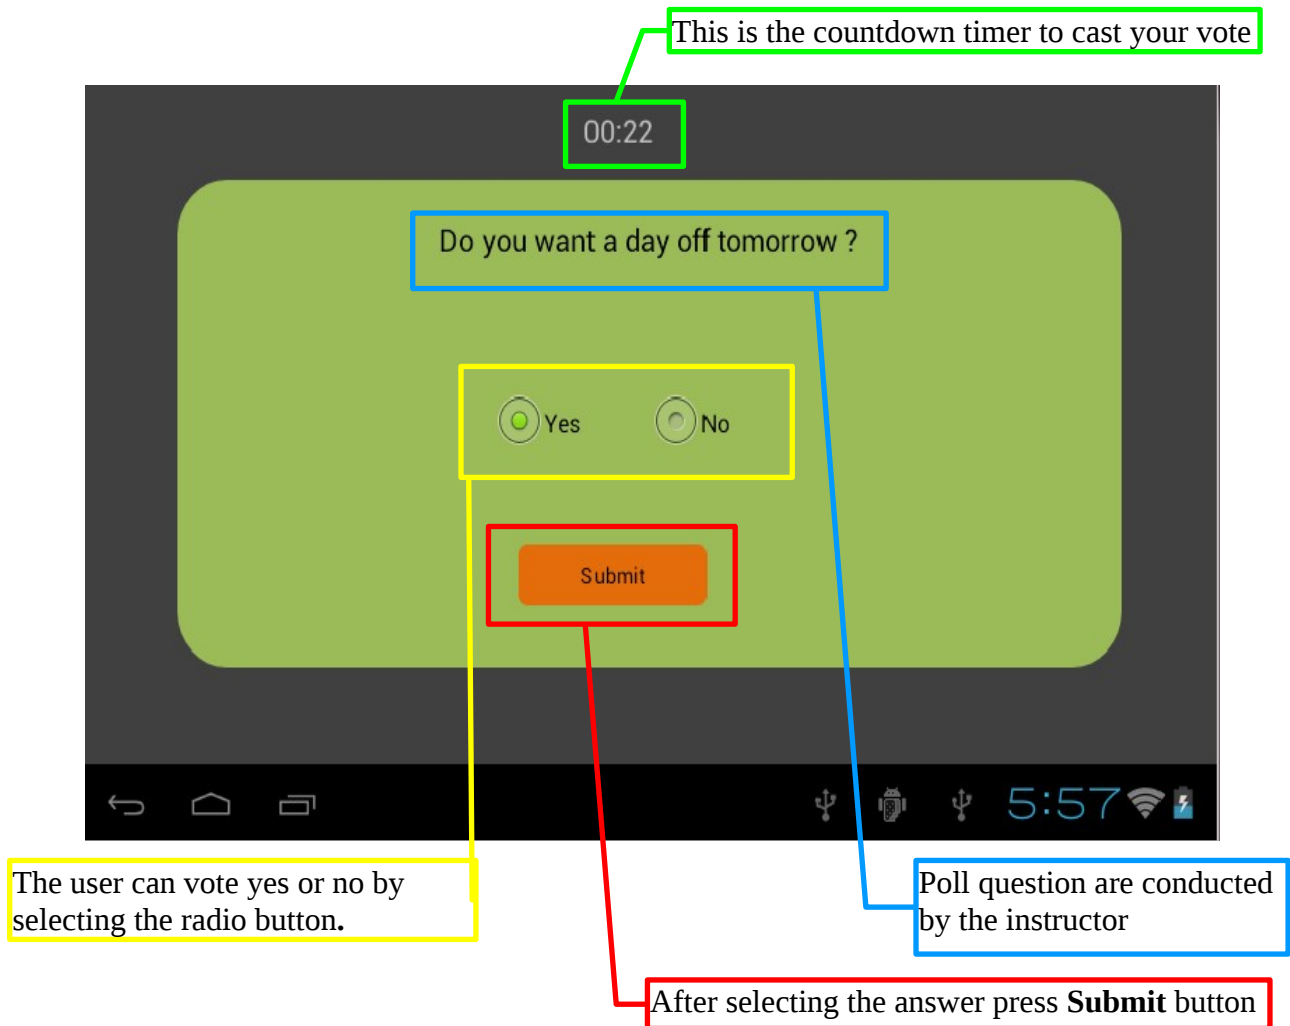 This is the countdown timer to cast your vote
00:22
Do you want a day off tomorrow ?
Yes
No
Submit
5:57
The user can vote yes or no by
selecting the radio button.
Poll question are conducted
by the instructor
After selecting the answer press Submit button